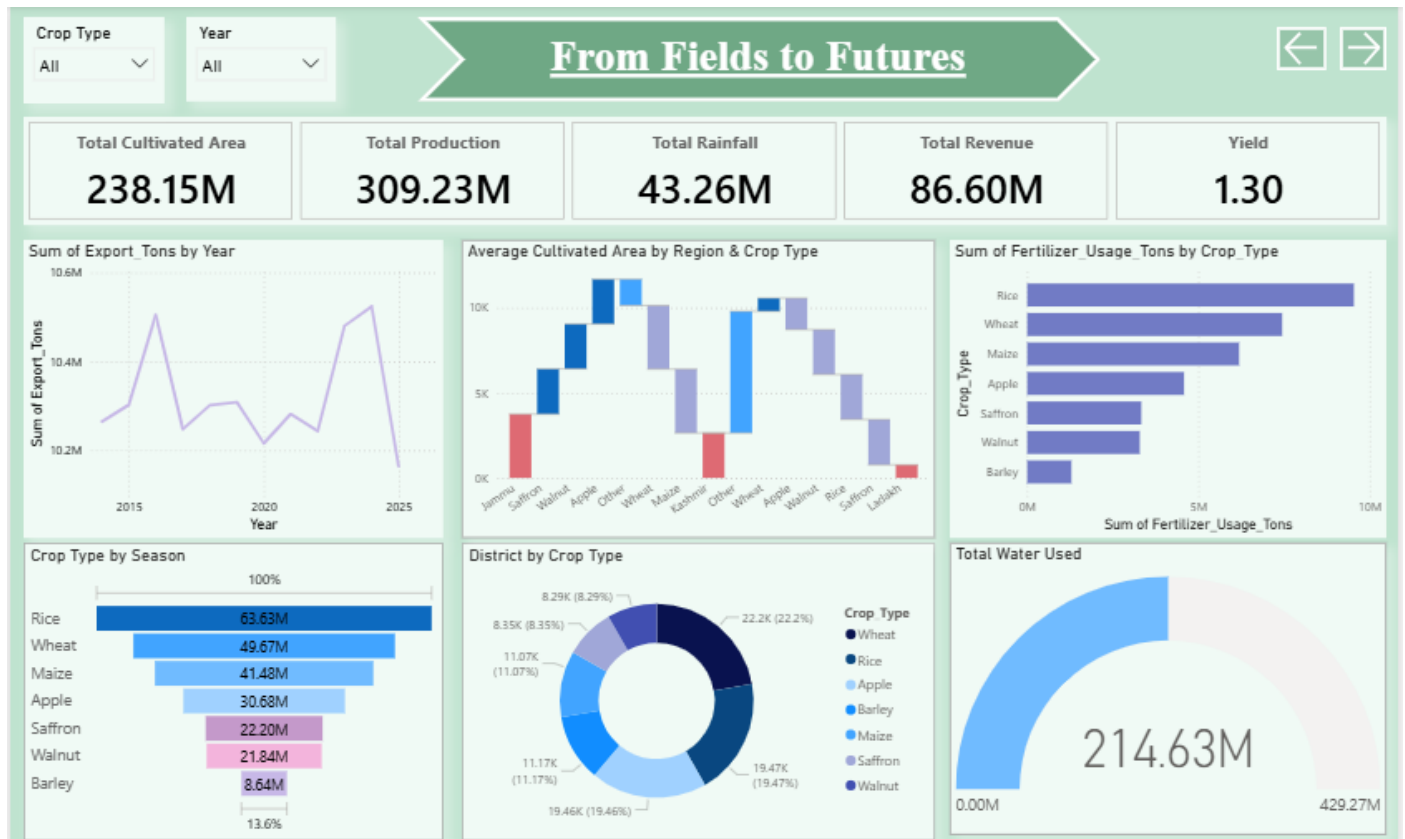 Crop Type
All
Year
All
From Fields to Futures
Total Cultivated Area
238.15M
Total Production
309.23M
Total Rainfall
43.26M
Total Revenue
86.60M
Yield
1.30
Sum of Export_Tons by Year
Sum of Export_Tons
10.6M
10.4M
10.2M
2015
2020
2025
Year
Average Cultivated Area by Region & Crop Type
10K
5K
0K
Jammu
Saffron
Walnut
Apple
Other
Wheat
Maize
Kashmir
Other
Wheat
Apple
Walnut
Rice
Saffron
Ladakh
Sum of Fertilizer_Usage_Tons by Crop_Type
Crop_Type
Rice
Wheat
Maize
Apple
Saffron
Walnut
Barley
0M
5M
10M
Sum of Fertilizer_Usage_Tons
Crop Type by Season
100%
Rice 63.63M
Wheat 49.67M
Maize 41.48M
Apple 30.68M
Saffron 22.20M
Walnut 21.84M
Barley 8.64M
13.6%
District by Crop Type
8.29K (8.29%)
22.2K (22.2%)
8.35K (8.35%)
11.07K
(11.07%)
11.17K
(11.17%)
19.47K
(19.47%)
19.46K (19.46%)
Crop_Type
Wheat
Rice
Apple
Barley
Maize
Saffron
Walnut
Total Water Used
214.63M
0.00M
429.27M